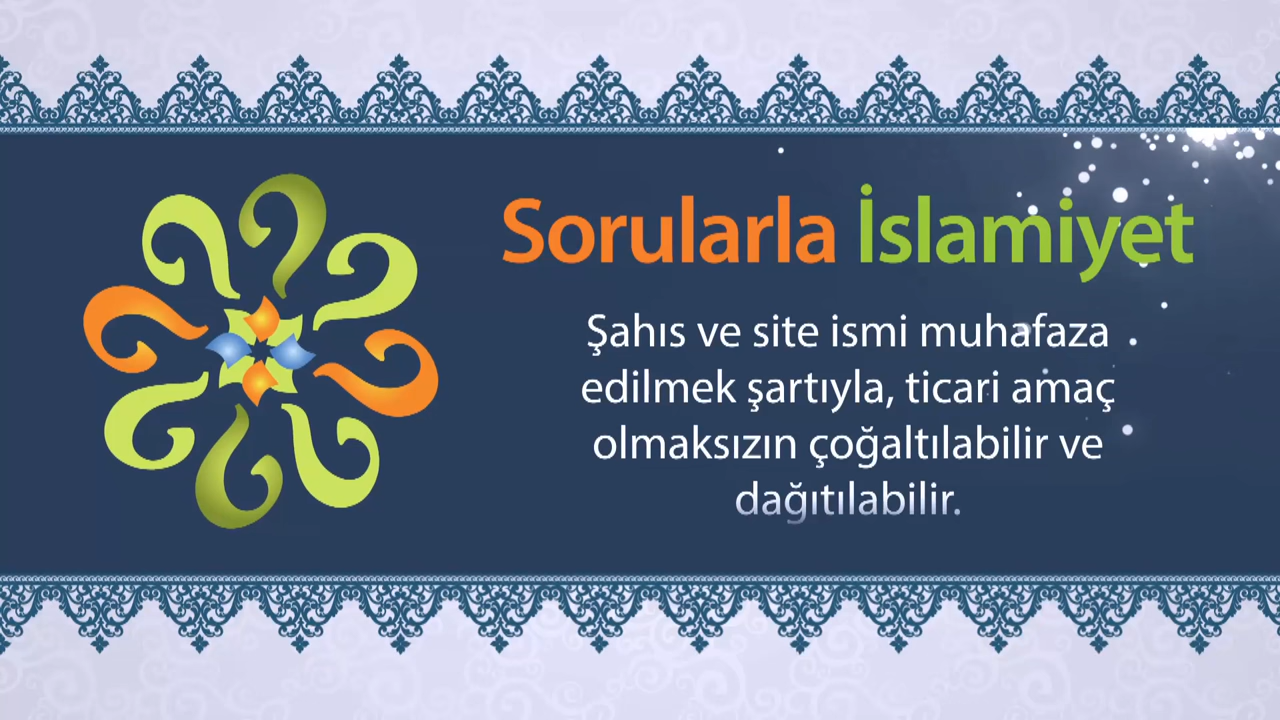 Sorularla İslamiyet
Şahıs ve site ismi muhafaza
edilmek şartıyla, ticari amaç
olmaksızın çoğaltılabilir ve
dağıtılabilir.